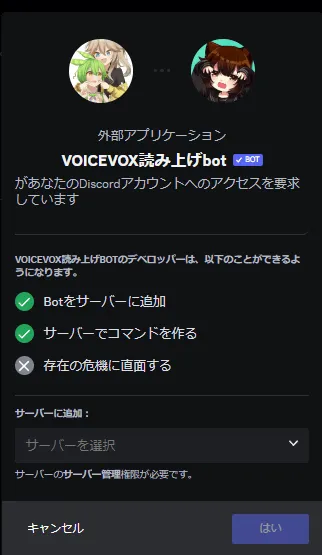 外部アプリケーション
VOICEVOX読み上げbot ✓ BOT
があなたのDiscordアカウントへのアクセスを要求
しています
VOICEVOX読み上げBOTのデベロッパーは、以下のことができるよ
うになります。
Botをサーバーに追加
サーバーでコマンドを作る
存在の危機に直面する
サーバーに追加：
サーバーを選択
サーバーのサーバー管理権限が必要です。
キャンセル
はい